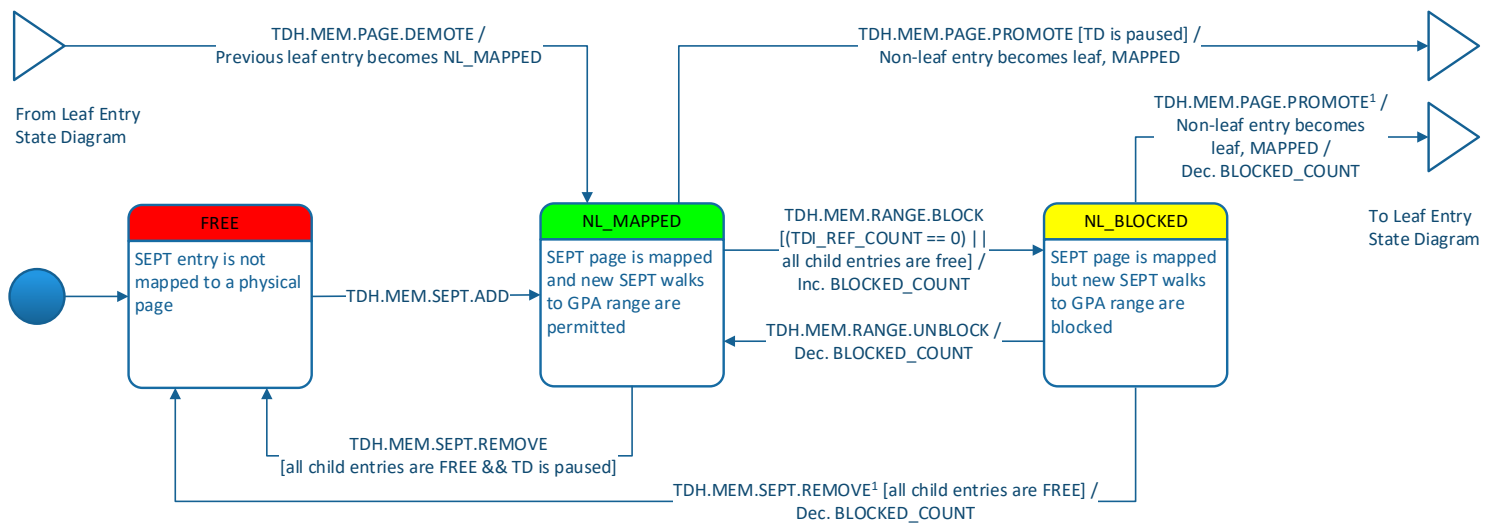 TDH.MEM.PAGE.DEMOTE /
Previous leaf entry becomes NL_MAPPED
TDH.MEM.PAGE.PROMOTE [TD is paused] /
Non-leaf entry becomes leaf, MAPPED
From Leaf Entry
State Diagram
TDH.MEM.PAGE.PROMOTE¹ /
Non-leaf entry becomes
leaf, MAPPED /
Dec. BLOCKED_COUNT
To Leaf Entry
State Diagram
FREE
SEPT entry is not
mapped to a physical
page
TDH.MEM.SEPT.ADD
NL_MAPPED
SEPT page is mapped
and new SEPT walks
to GPA range are
permitted
TDH.MEM.RANGE.BLOCK
[(TDI_REF_COUNT == 0) ||
all child entries are free] /
Inc. BLOCKED_COUNT
TDH.MEM.RANGE.UNBLOCK /
Dec. BLOCKED_COUNT
NL_BLOCKED
SEPT page is mapped
but new SEPT walks
to GPA range are
blocked
TDH.MEM.SEPT.REMOVE
[all child entries are FREE && TD is paused]
TDH.MEM.SEPT.REMOVE¹ [all child entries are FREE] /
Dec. BLOCKED_COUNT